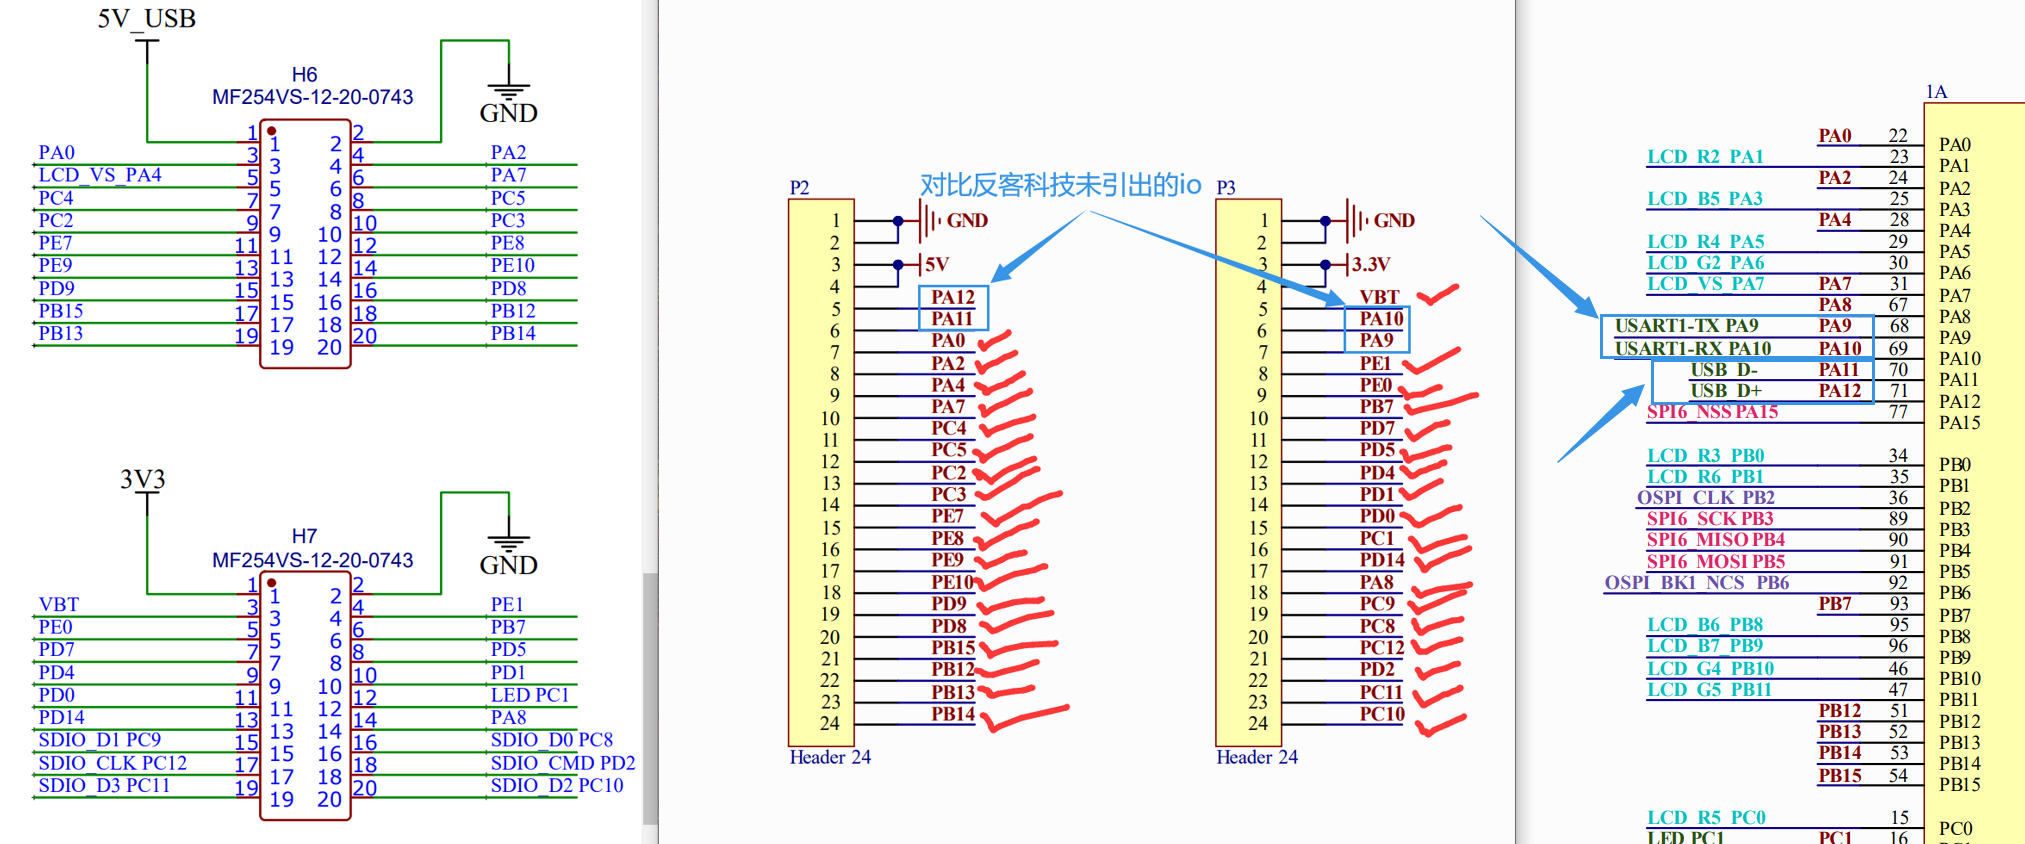 5V_USB
GND
H6
MF254VS-12-20-0743
1 1 2 2
PA0 3 3 4 4 PA2
LCD_VS_PA4 5 5 6 6 PA7
PC4 7 7 8 8 PC5
PC2 9 9 10 10 PC3
PE7 11 11 12 12 PE8
PE9 13 13 14 14 PE10
PD9 15 15 16 16 PD8
PB15 17 17 18 18 PB12
PB13 19 19 20 20 PB14
3V3
GND
H7
MF254VS-12-20-0743
1 1 2 2
VBT 3 3 4 4 PE1
PE0 5 5 6 6 PB7
PD7 7 7 8 8 PD5
PD4 9 9 10 10 PD1
PD0 11 11 12 12 LED PC1
PD14 13 13 14 14 PA8
SDIO_D1 PC9 15 15 16 16 SDIO_D0 PC8
SDIO_CLK PC12 17 17 18 18 SDIO_CMD PD2
SDIO_D3 PC11 19 19 20 20 SDIO_D2 PC10
对比反客科技未引出的io
P2
1 GND
2
3 5V
4
5 PA12
6 PA11
7 PA0
8 PA2
9 PA4
10 PA7
11 PC4
12 PC5
13 PC2
14 PC3
15 PE7
16 PE8
17 PE9
18 PE10
19 PD9
20 PD8
21 PB15
22 PB12
23 PB13
24 PB14
Header 24
P3
1 GND
2
3 3.3V
4
5 VBT
6 PA10
7 PA9
8 PE1
9 PE0
10 PB7
11 PD7
12 PD5
13 PD4
14 PD1
15 PD0
16 PC1
17 PD14
18 PA8
19 PC9
20 PC8
21 PC12
22 PD2
23 PC11
24 PC10
Header 24
1A
PA0 22 PA0
LCD_R2_PA1 23 PA1
PA2 24 PA2
LCD_B5_PA3 25 PA3
PA4 28 PA4
LCD_R4_PA5 29 PA5
LCD_G2_PA6 30 PA6
LCD_VS_PA7 PA7 31 PA7
PA8 67 PA8
USART1-TX PA9 PA9 68 PA9
USART1-RX PA10 PA10 69 PA10
USB_D- PA11 70 PA11
USB_D+ PA12 71 PA12
SPI6_NSS PA15 77 PA15
LCD_R3_PB0 34 PB0
LCD_R6_PB1 35 PB1
OSPI_CLK_PB2 36 PB2
SPI6_SCK PB3 89 PB3
SPI6_MISO PB4 90 PB4
SPI6_MOSI PB5 91 PB5
OSPI_BK1_NCS_PB6 92 PB6
PB7 93 PB7
LCD_B6_PB8 95 PB8
LCD_B7_PB9 96 PB9
LCD_G4_PB10 46 PB10
LCD_G5_PB11 47 PB11
PB12 51 PB12
PB13 52 PB13
PB14 53 PB14
PB15 54 PB15
LCD_R5_PC0 15 PC0
LED PC1 PC1 16